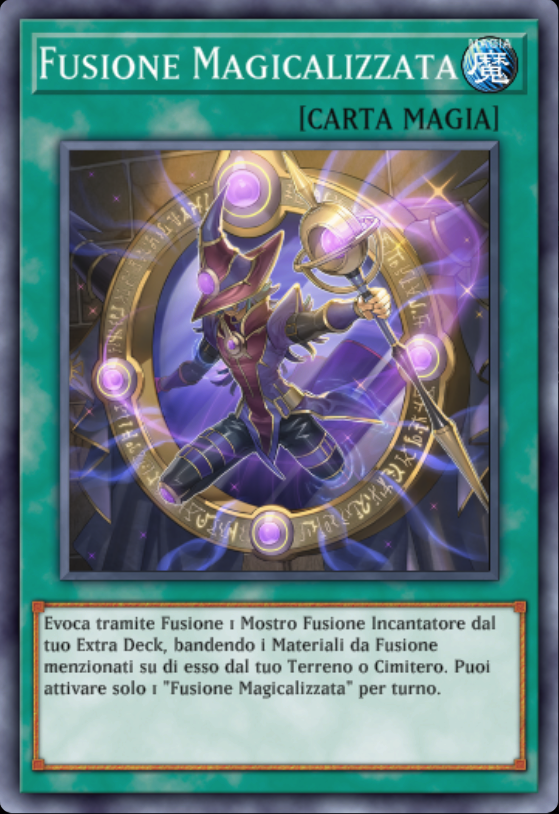 Fusione Magicalizzata
MAGIA
魔
[CARTA MAGIA]
Evoca tramite Fusione 1 Mostro Fusione Incantatore dal
tuo Extra Deck, bandendo i Materiali da Fusione
menzionati su di esso dal tuo Terreno o Cimitero. Puoi
attivare solo 1 "Fusione Magicalizzata" per turno.